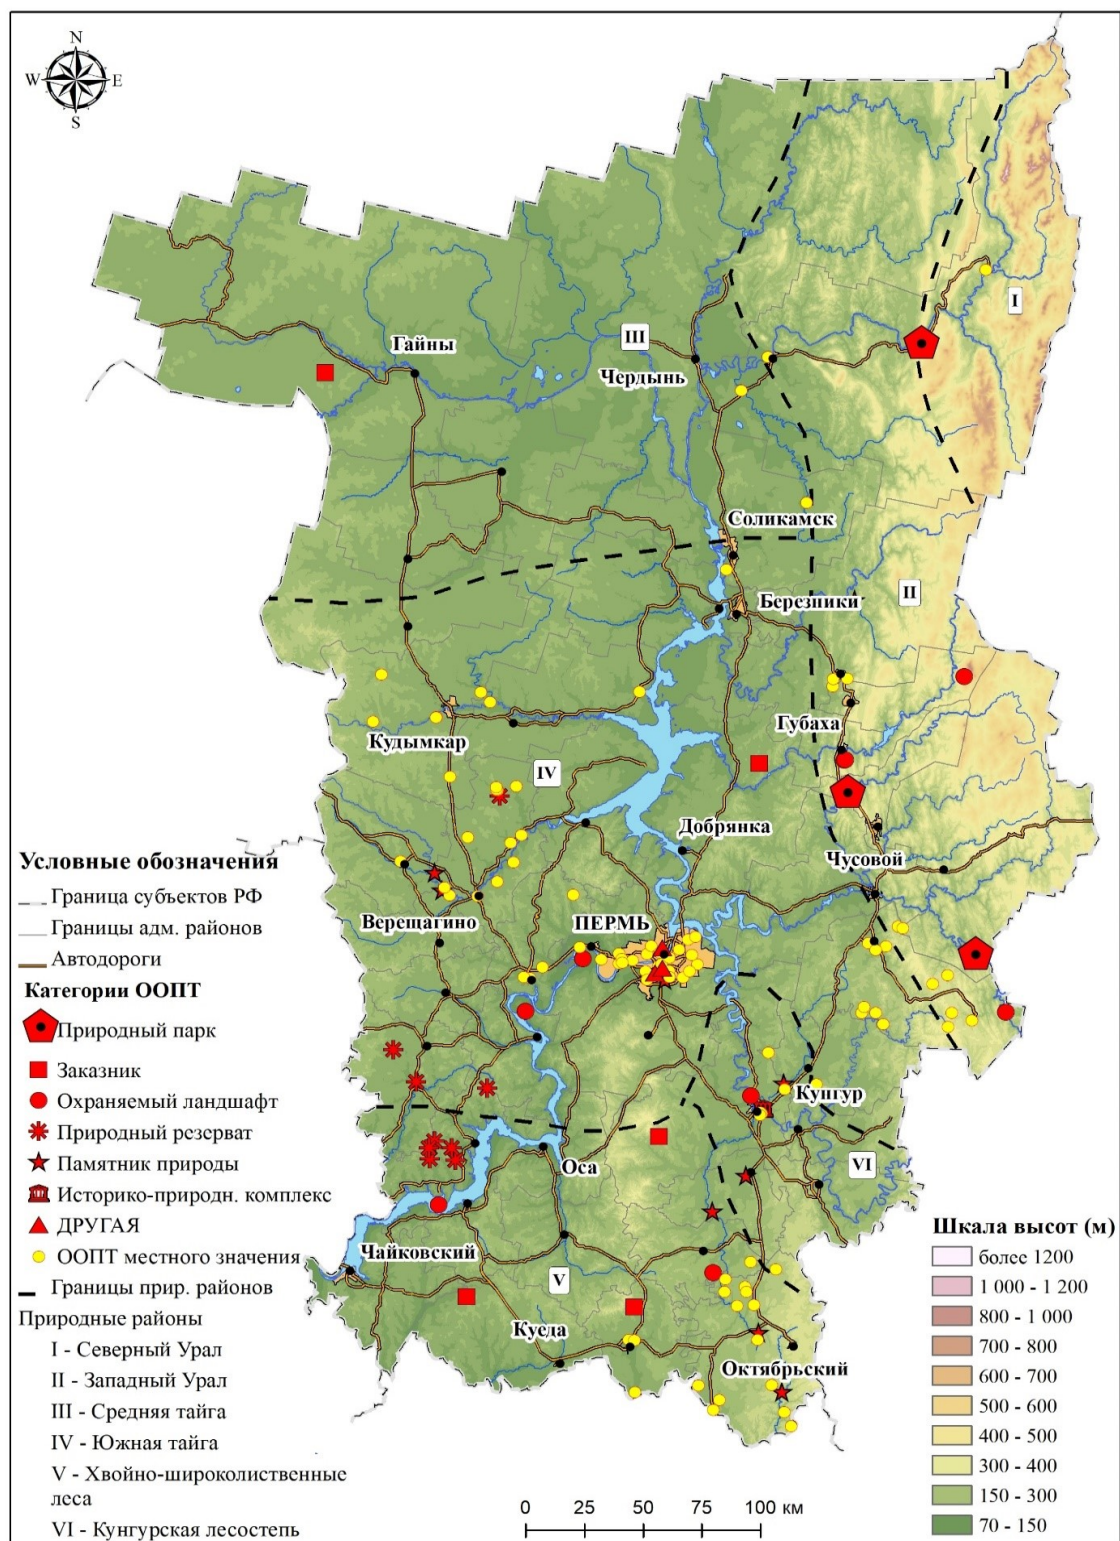 N
W E
S
I
Гайны
III
Чердынь
Соликамск
II
Березники
Губаха
Кудымкар
IV
Добрянка
Чусовой
Верещагино
ПЕРМЬ
Кунгур
Оса
VI
Чайковский
V
Куеда
Октябрьский
Условные обозначения
Граница субъектов РФ
Границы адм. районов
Автодороги
Категории ООПТ
Природный парк
Заказник
Охраняемый ландшафт
Природный резерват
Памятник природы
Историко-природн. комплекс
ДРУГАЯ
ООПТ местного значения
Границы прир. районов
Природные районы
I - Северный Урал
II - Западный Урал
III - Средняя тайга
IV - Южная тайга
V - Хвойно-широколиственные
леса
VI - Кунгурская лесостепь
0 25 50 75 100 км
Шкала высот (м)
более 1200
1 000 - 1 200
800 - 1 000
700 - 800
600 - 700
500 - 600
400 - 500
300 - 400
150 - 300
70 - 150